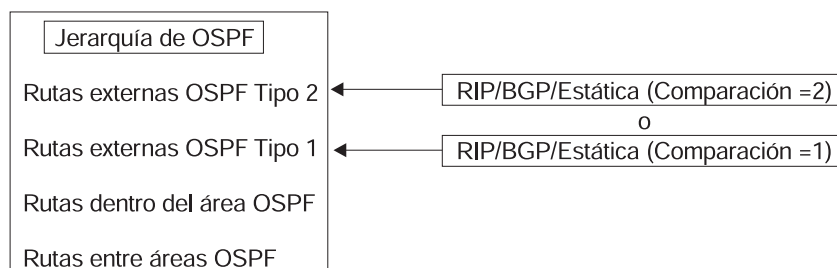 Jerarquía de OSPF
Rutas externas OSPF Tipo 2
RIP/BGP/Estática (Comparación =2)
o
Rutas externas OSPF Tipo 1
RIP/BGP/Estática (Comparación =1)
Rutas dentro del área OSPF
Rutas entre áreas OSPF